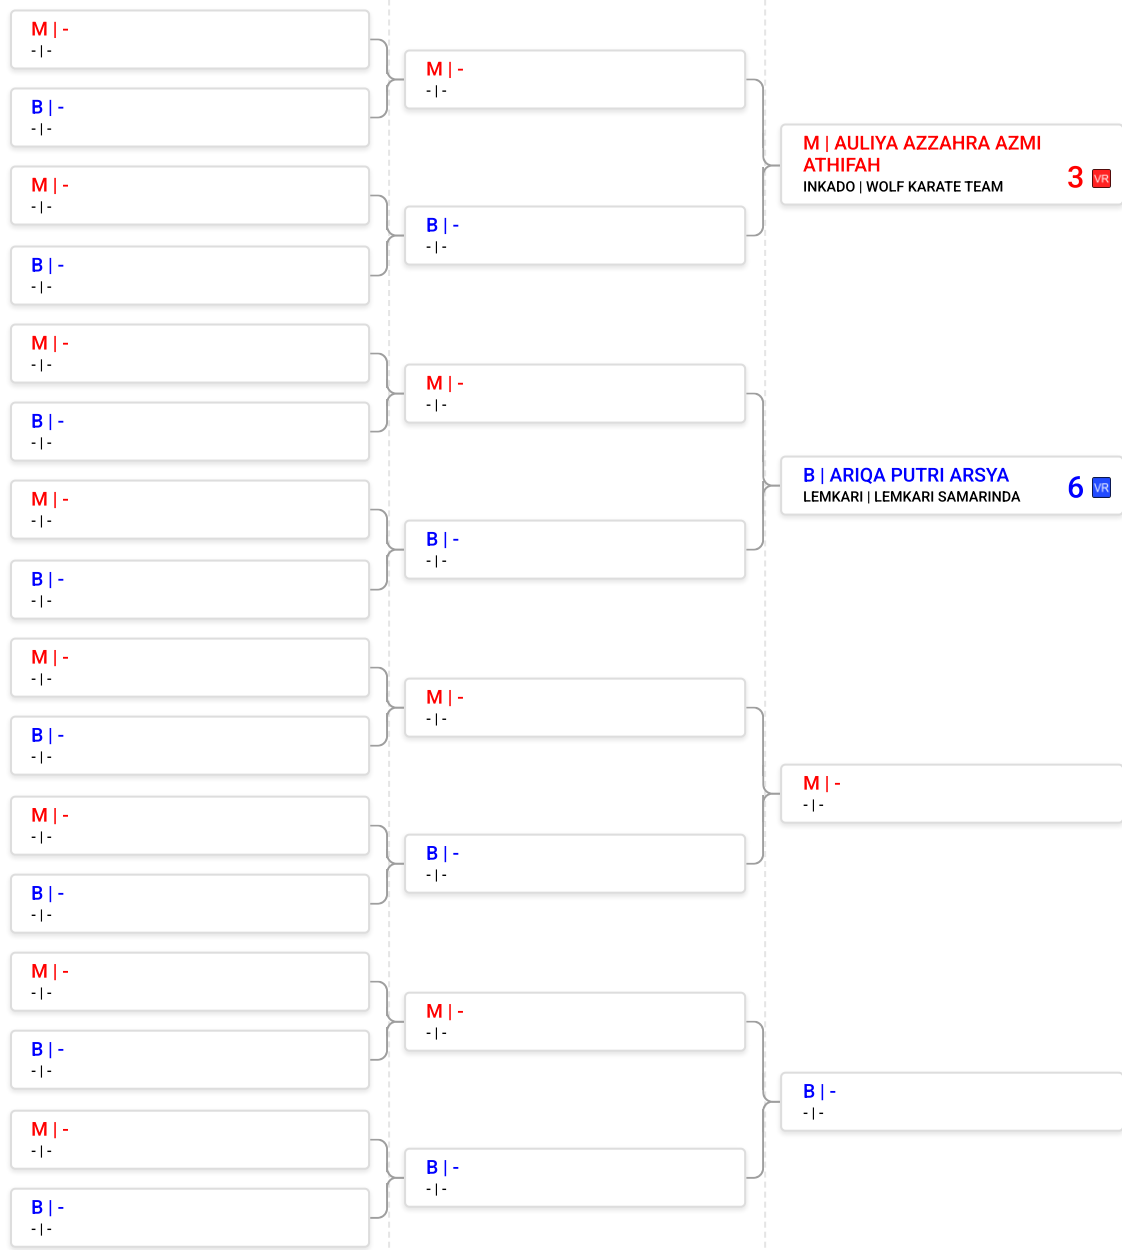 M | -
- | -
B | -
- | -
M | -
- | -
B | -
- | -
M | -
- | -
B | -
- | -
M | -
- | -
B | -
- | -
M | -
- | -
B | -
- | -
M | -
- | -
B | -
- | -
M | -
- | -
B | -
- | -
M | -
- | -
B | -
- | -
M | -
- | -
B | -
- | -
M | -
- | -
B | -
- | -
M | -
- | -
B | -
- | -
M | -
- | -
B | -
- | -
M | AULIYA AZZAHRA AZMI
ATHIFAH
INKADO | WOLF KARATE TEAM
3 VR
B | ARIQA PUTRI ARSYA
LEMKARI | LEMKARI SAMARINDA
6 VR
M | -
- | -
B | -
- | -